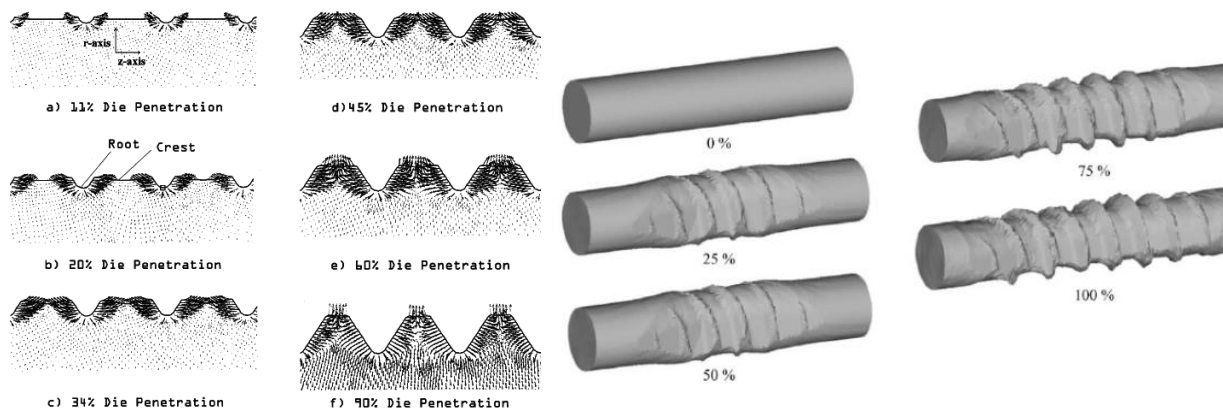 r-axis
z-axis
a) 11% Die Penetration
Root
Crest
b) 20% Die Penetration
c) 34% Die Penetration
d)45% Die Penetration
e) 60% Die Penetration
f) 90% Die Penetration
0 %
25 %
50 %
75 %
100 %